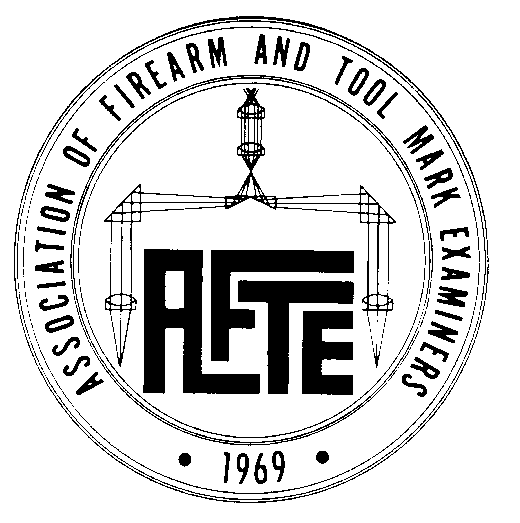 ASSOCIATION OF FIREARM AND TOOL MARK EXAMINERS
AFTE
• 1969 •